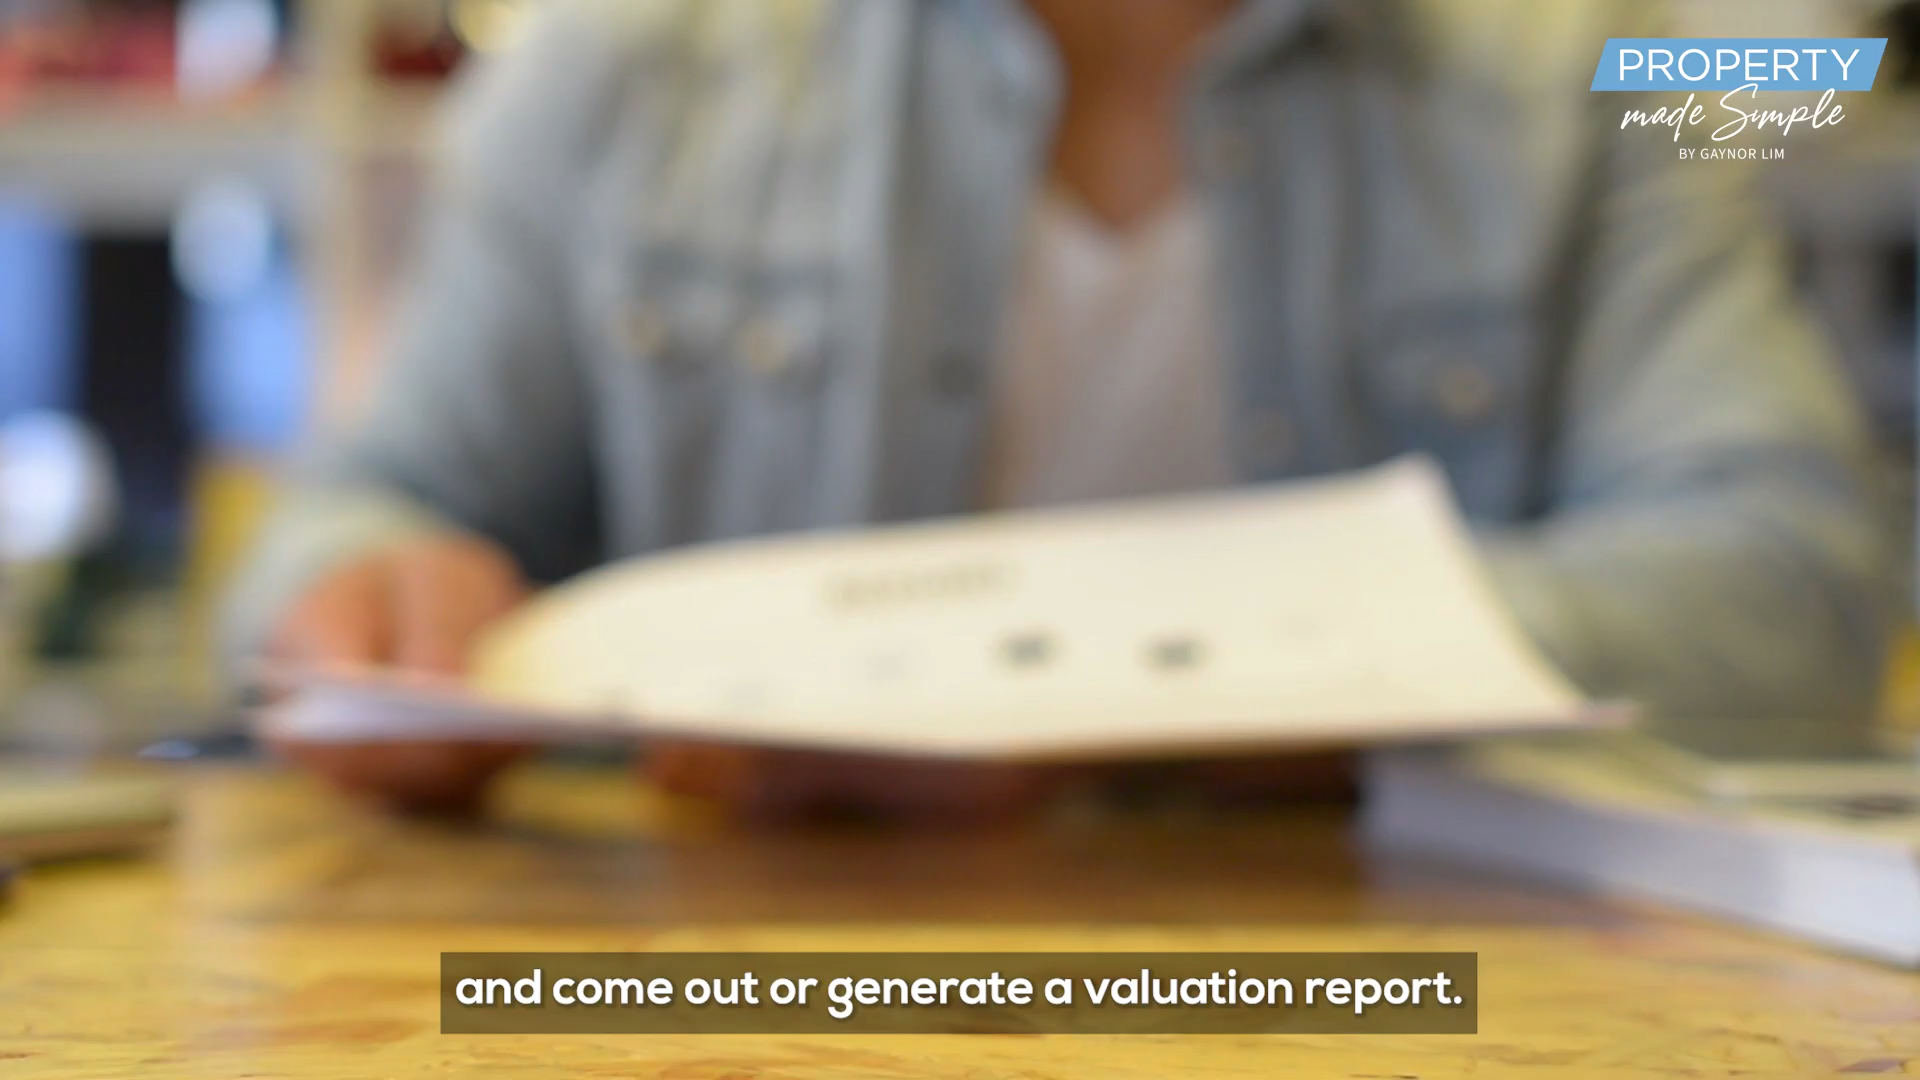 PROPERTY
made Simple
BY GAYNOR LIM
and come out or generate a valuation report.